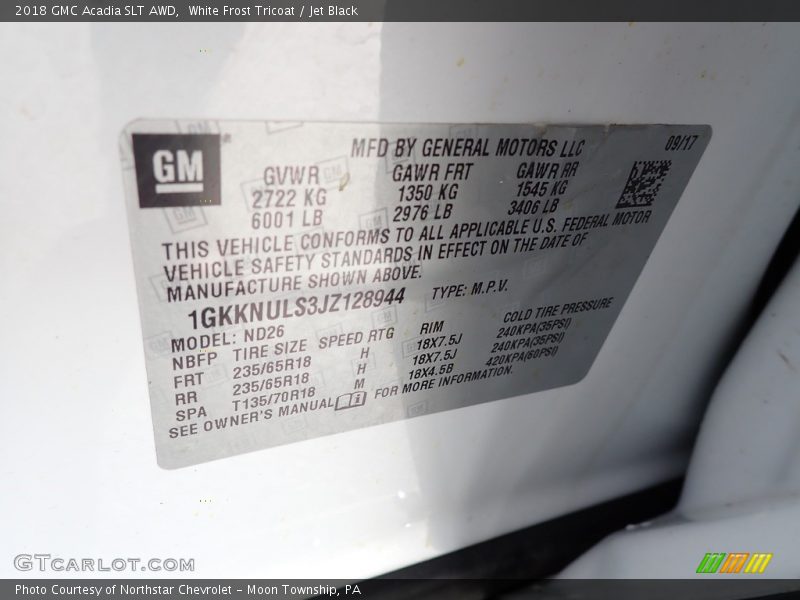 2018 GMC Acadia SLT AWD, White Frost Tricoat / Jet Black
GM
MFD BY GENERAL MOTORS LLC 09/17
GVWR GAWR FRT GAWR RR
2722 KG 1350 KG 1545 KG
6001 LB 2976 LB 3406 LB
THIS VEHICLE CONFORMS TO ALL APPLICABLE U.S. FEDERAL MOTOR
VEHICLE SAFETY STANDARDS IN EFFECT ON THE DATE OF
MANUFACTURE SHOWN ABOVE.
1GKKNULS3JZ128944 TYPE: M.P.V.
MODEL: ND26
NBFP TIRE SIZE SPEED RTG RIM COLD TIRE PRESSURE
FRT 235/65R18 H 18X7.5J 240KPA(35PSI)
RR 235/65R18 H 18X7.5J 240KPA(35PSI)
SPA T135/70R18 M 18X4.5B 420KPA(60PSI)
SEE OWNER'S MANUAL FOR MORE INFORMATION.
GTCARLOT.COM
Photo Courtesy of Northstar Chevrolet - Moon Township, PA